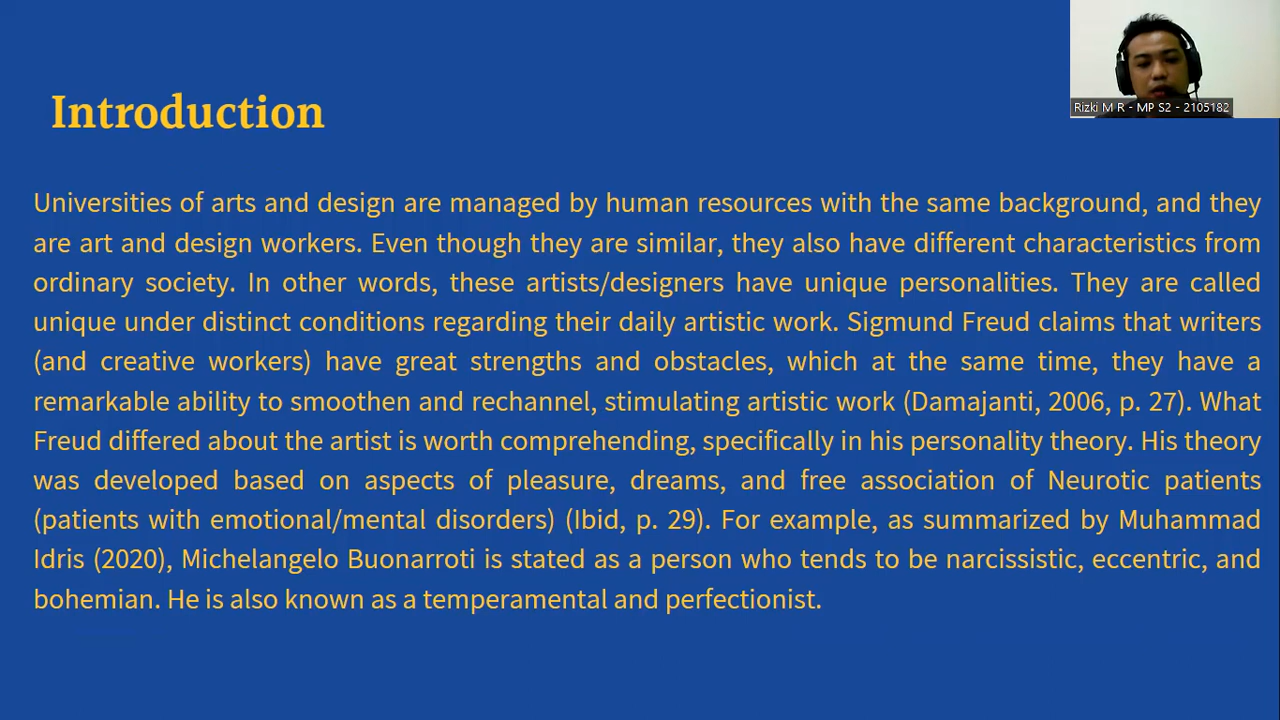 Introduction
Rizki M R - MP S2 - 2105182
Universities of arts and design are managed by human resources with the same background, and they
are art and design workers. Even though they are similar, they also have different characteristics from
ordinary society. In other words, these artists/designers have unique personalities. They are called
unique under distinct conditions regarding their daily artistic work. Sigmund Freud claims that writers
(and creative workers) have great strengths and obstacles, which at the same time, they have a
remarkable ability to smoothen and rechannel, stimulating artistic work (Damajanti, 2006, p. 27). What
Freud differed about the artist is worth comprehending, specifically in his personality theory. His theory
was developed based on aspects of pleasure, dreams, and free association of Neurotic patients
(patients with emotional/mental disorders) (Ibid, p. 29). For example, as summarized by Muhammad
Idris (2020), Michelangelo Buonarroti is stated as a person who tends to be narcissistic, eccentric, and
bohemian. He is also known as a temperamental and perfectionist.